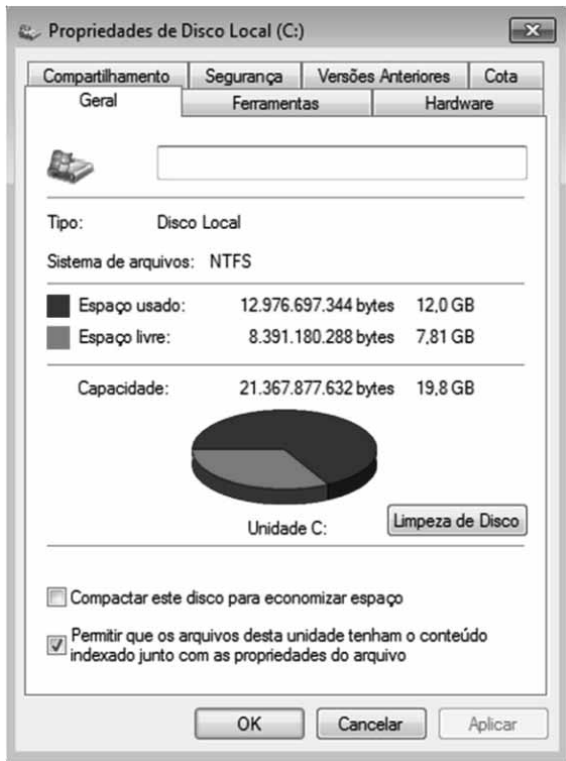 Propriedades de Disco Local (C:)
Compartilhamento Segurança Versões Anteriores Cota
Geral Ferramentas Hardware
Tipo: Disco Local
Sistema de arquivos: NTFS
Espaço usado: 12.976.697.344 bytes 12,0 GB
Espaço livre: 8.391.180.288 bytes 7,81 GB
Capacidade: 21.367.877.632 bytes 19,8 GB
Unidade C:
Limpeza de Disco
Compactar este disco para economizar espaço
Permitir que os arquivos desta unidade tenham o conteúdo
indexado junto com as propriedades do arquivo
OK Cancelar Aplicar